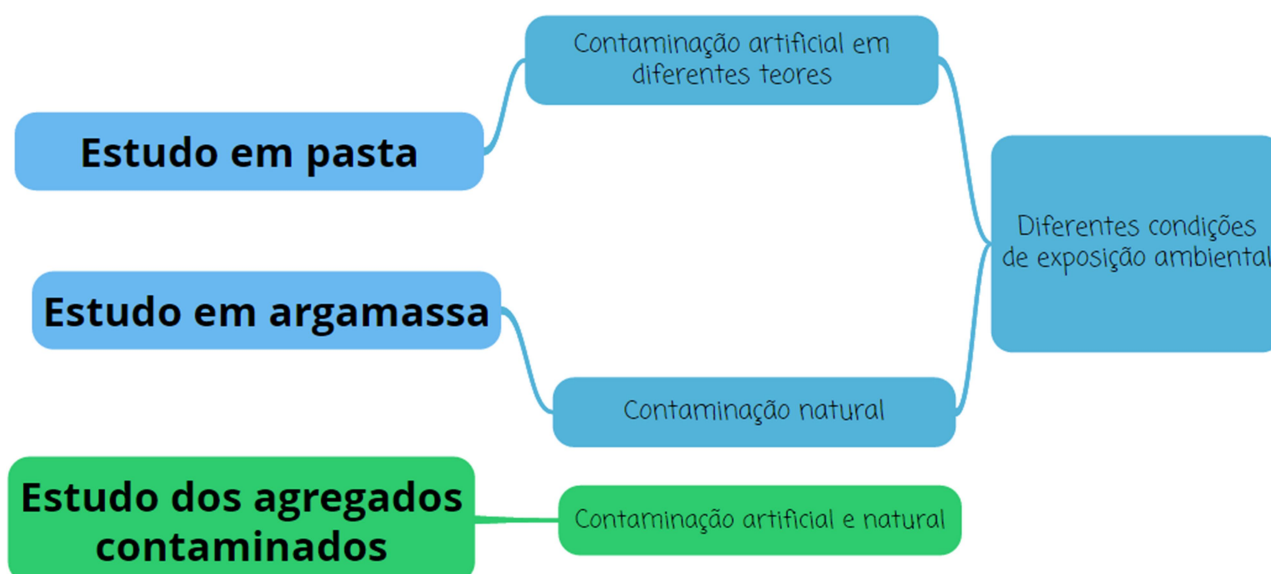 Contaminação artificial em
diferentes teores
Estudo em pasta
Diferentes condições
de exposição ambiental
Estudo em argamassa
Contaminação natural
Estudo dos agregados
contaminados
Contaminação artificial e natural